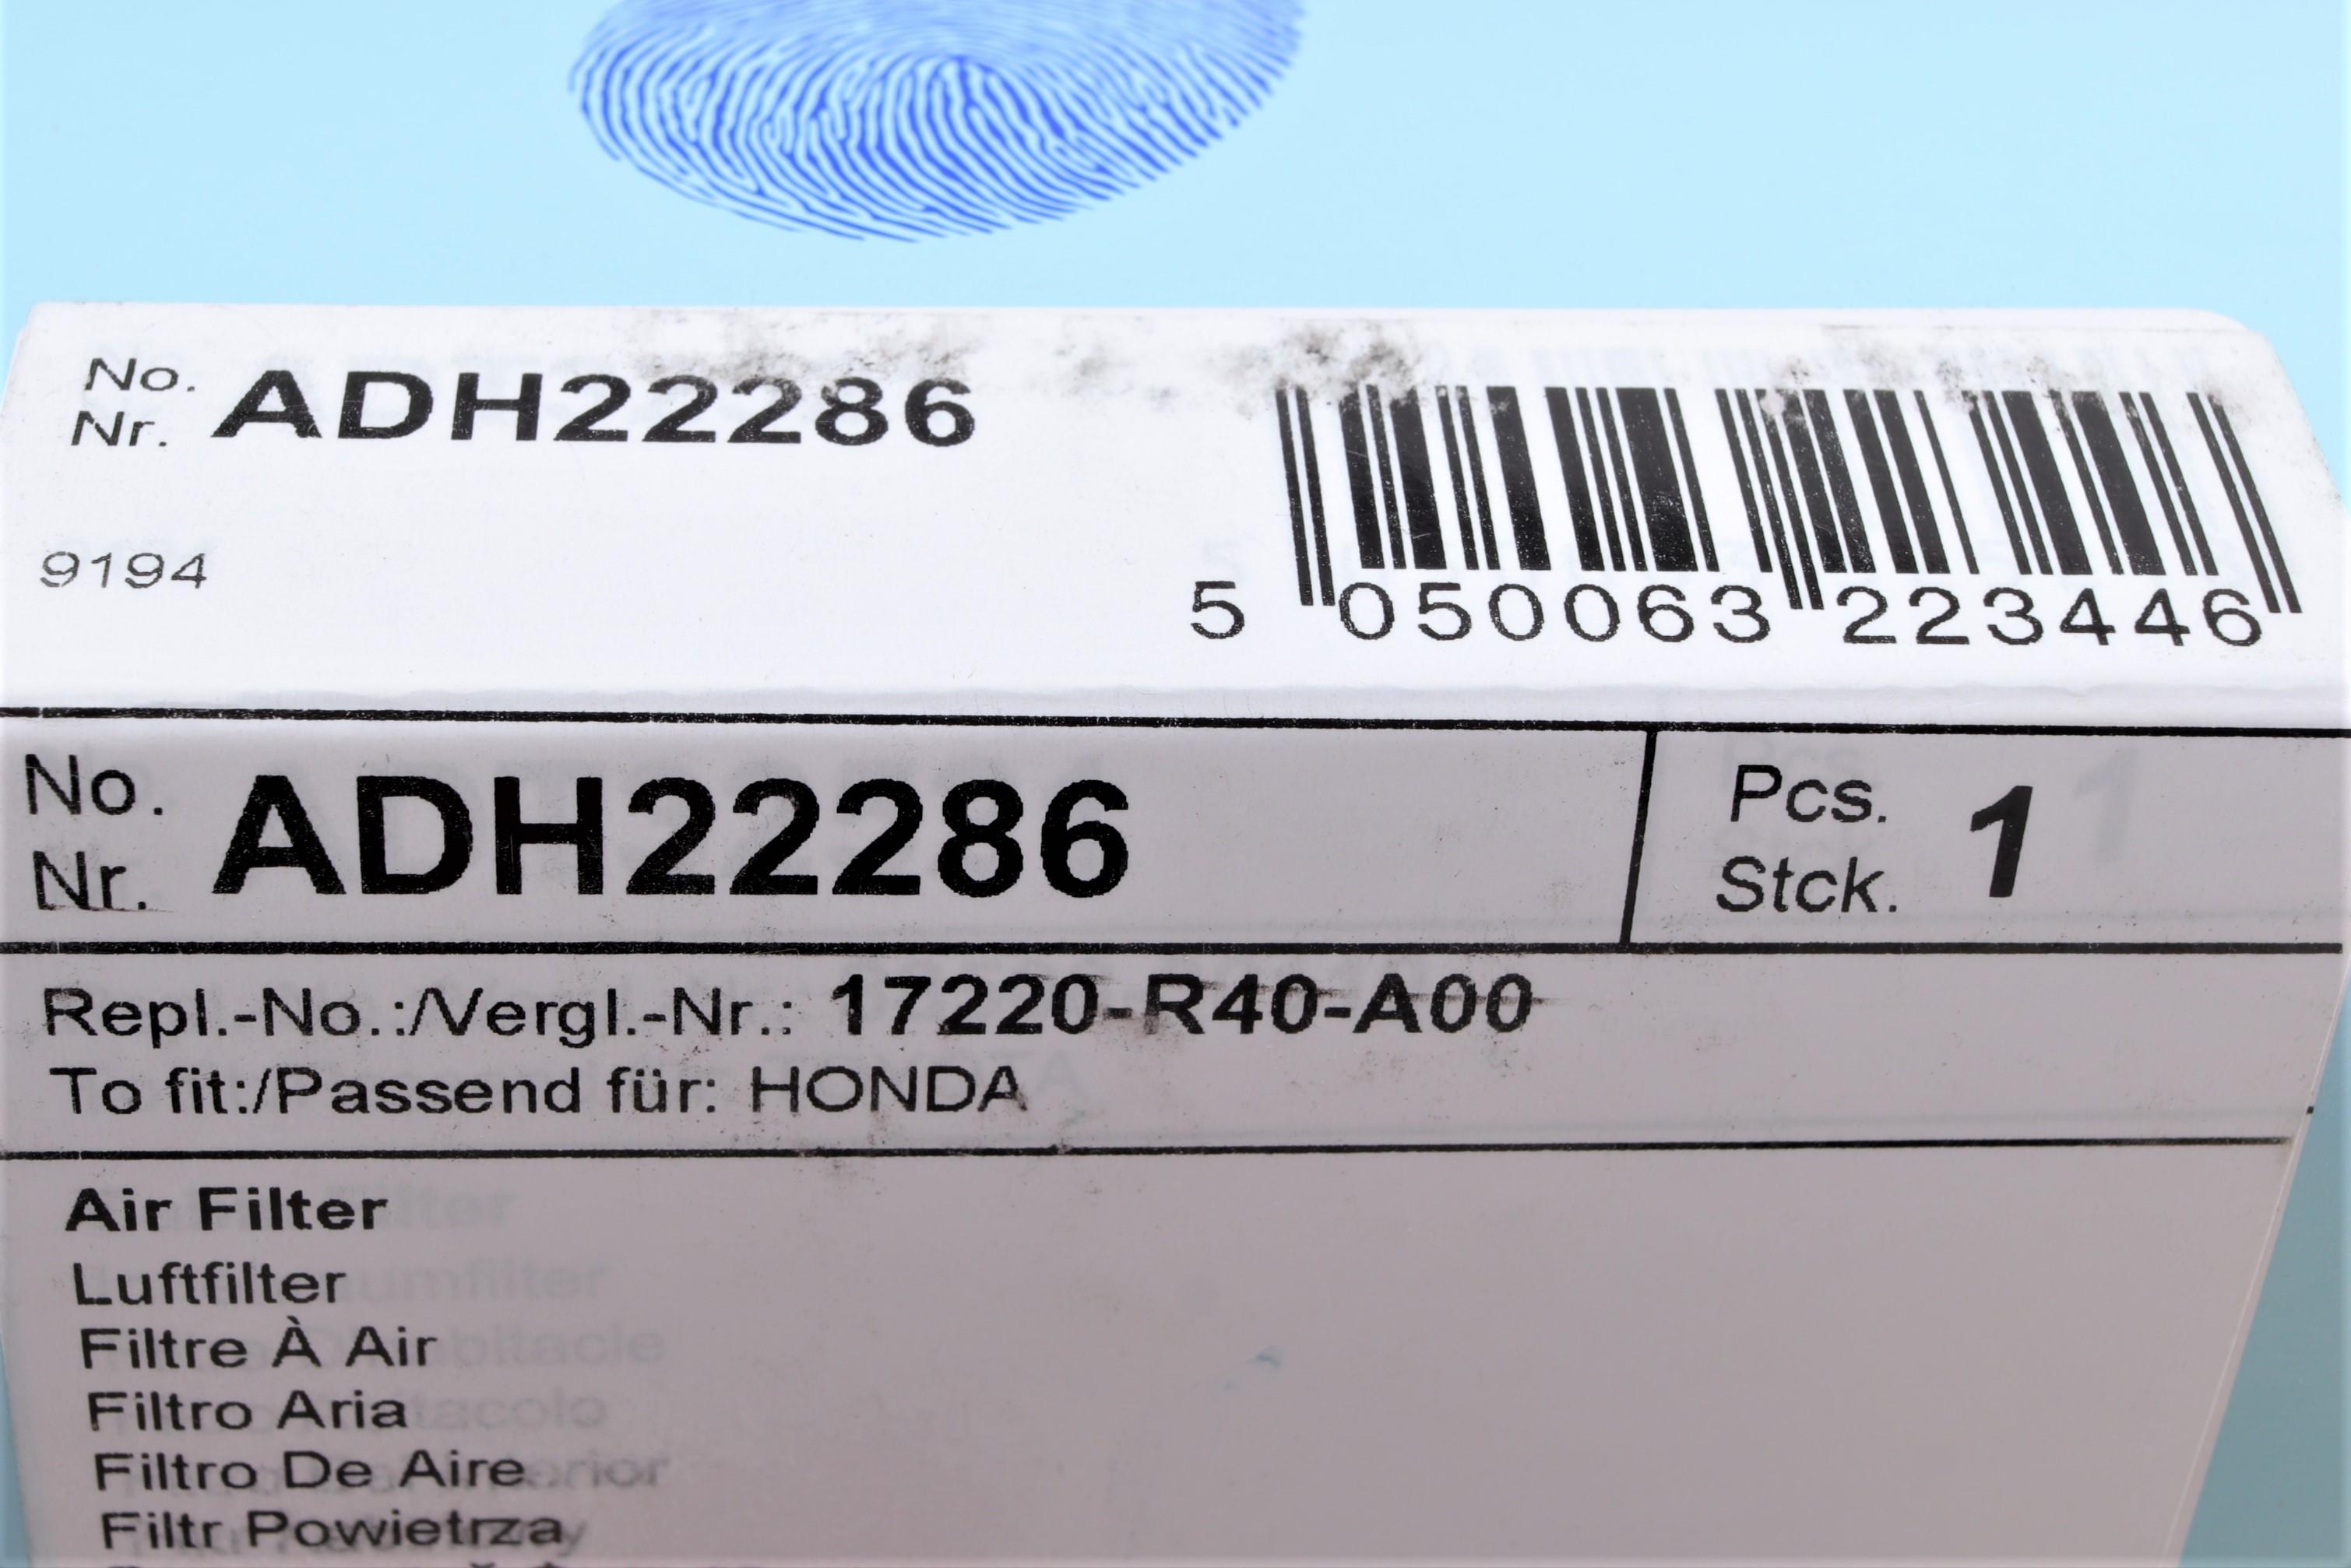 No.
Nr. ADH22286
9194
5 050063 223446
No.
Nr. ADH22286
Pcs.
Stck. 1
Repl.-No.:/Vergl.-Nr.: 17220-R40-A00
To fit:/Passend für: HONDA
Air Filter
Luftfilter
Filtre À Air
Filtro Aria
Filtro De Aire
Filtr Powietrza